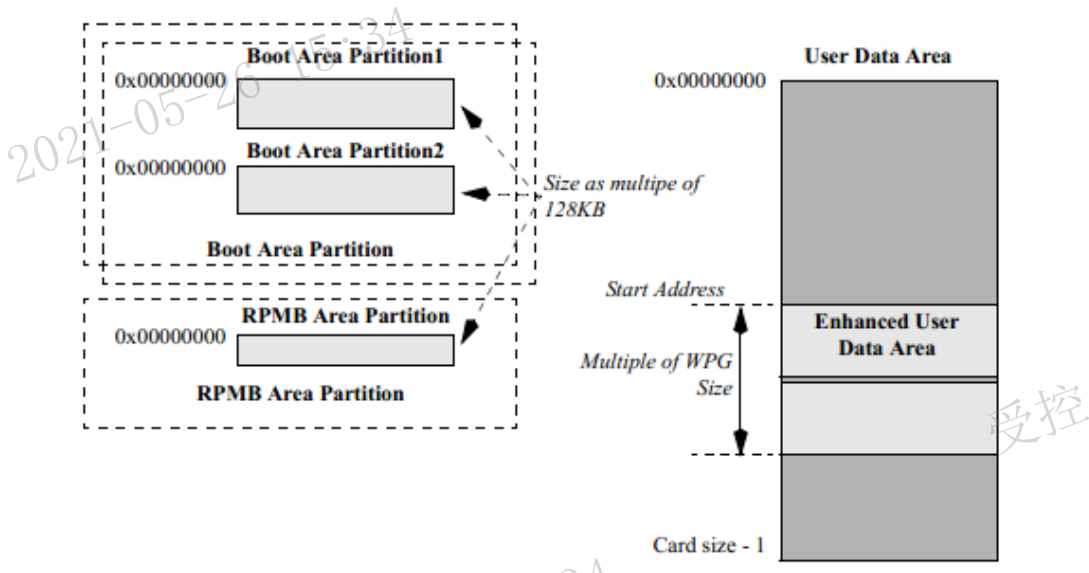 2021-05-26 15:34
Boot Area Partition1
0x00000000
Boot Area Partition2
0x00000000
Size as multipe of
128KB
Boot Area Partition
RPMB Area Partition
0x00000000
RPMB Area Partition
User Data Area
0x00000000
Start Address
Enhanced User
Data Area
Multiple of WPG
Size
Card size - 1
受控